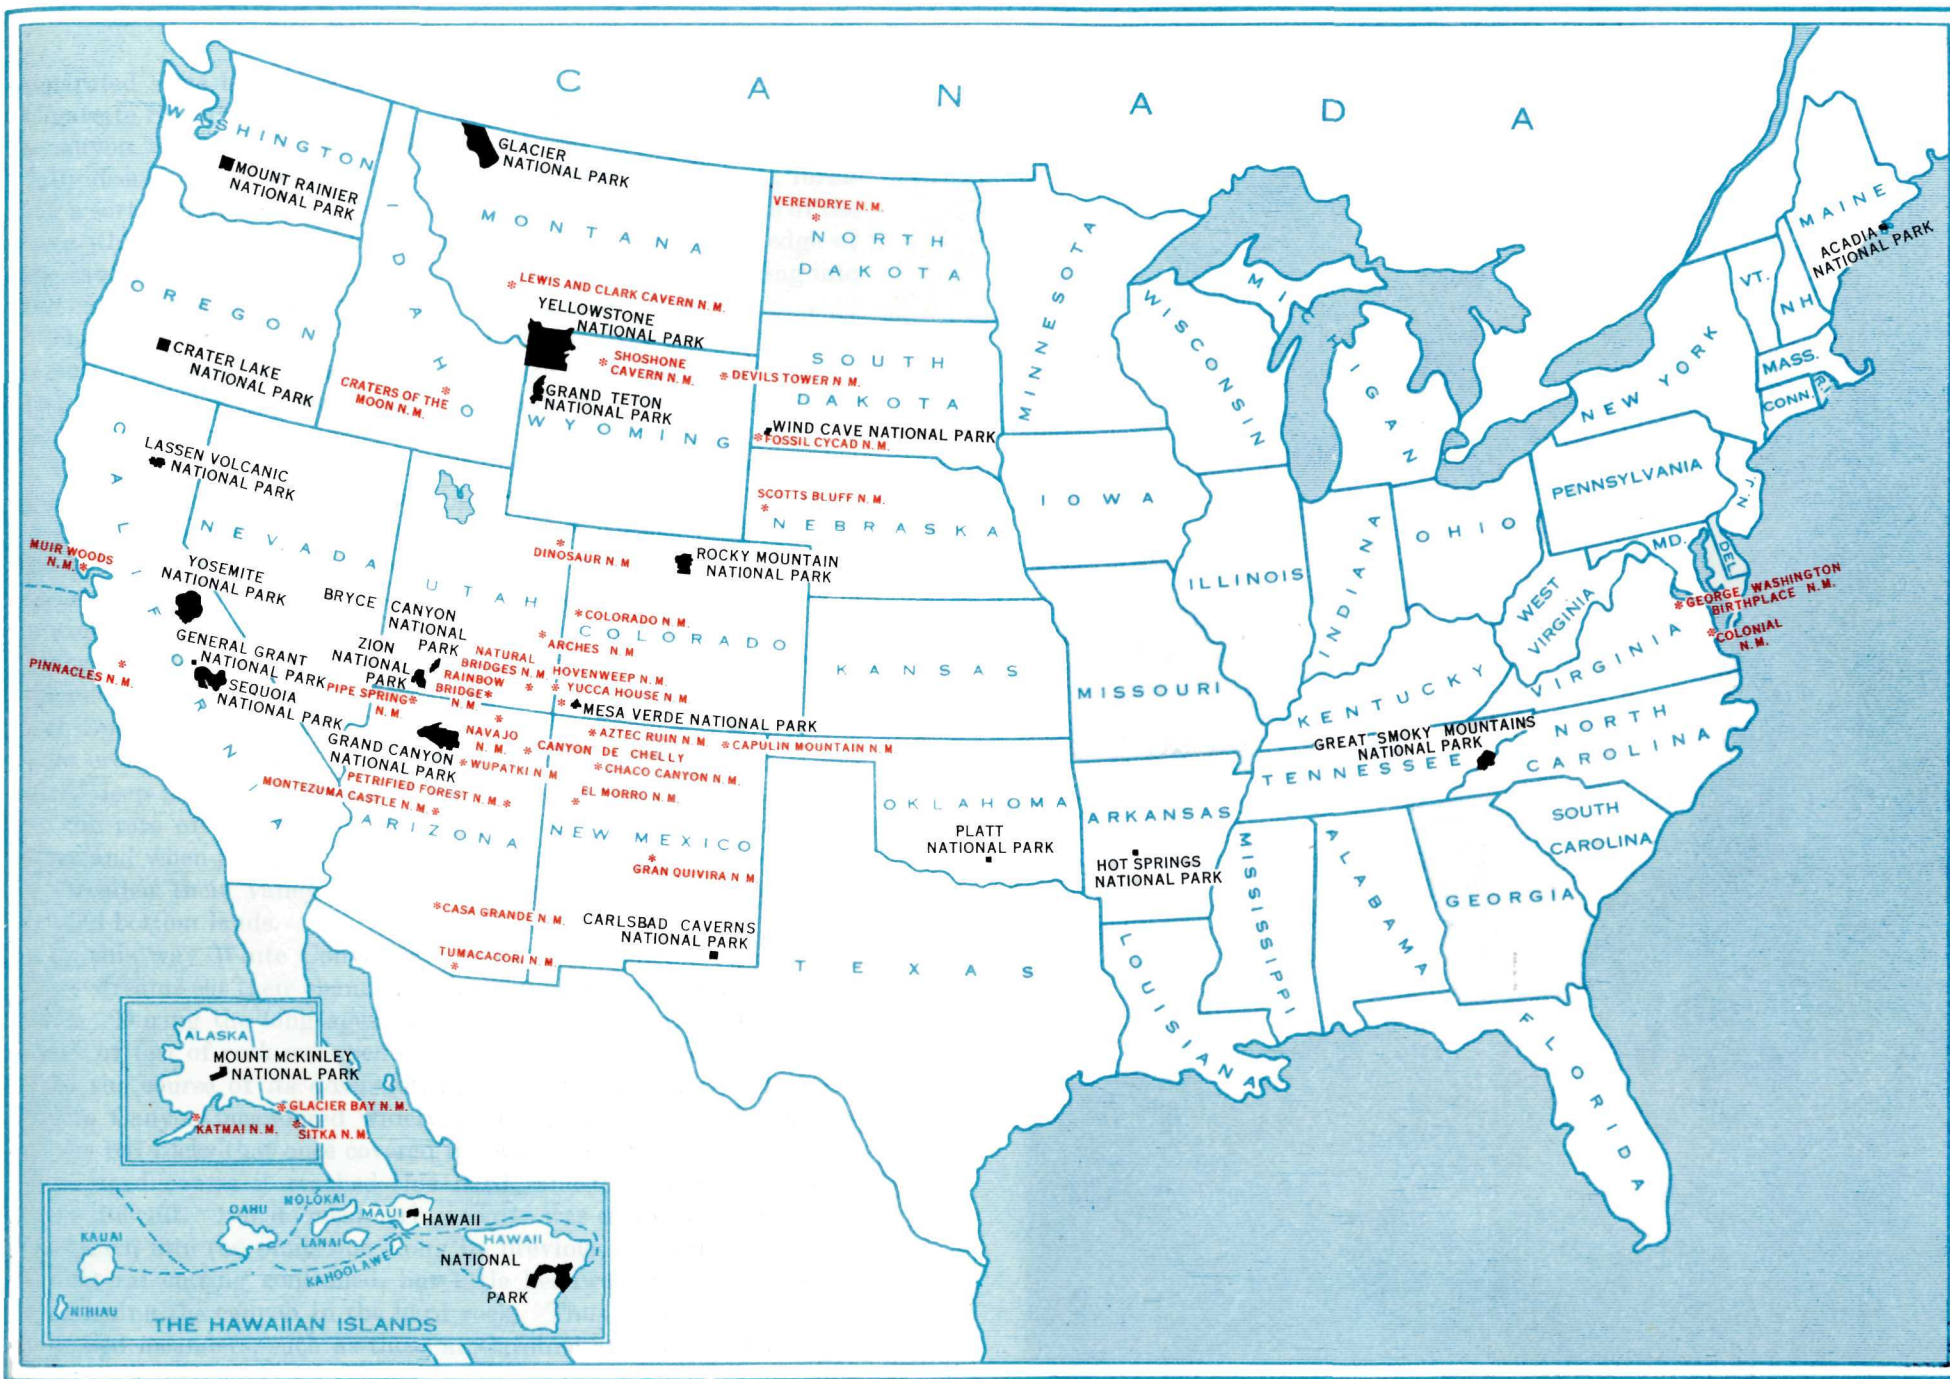 C A N A D A
WASHINGTON
MOUNT RAINIER
NATIONAL PARK
GLACIER
NATIONAL PARK
MONTANA
IDAHO
VERENDRYE N. M.
NORTH
DAKOTA
MINNESOTA
WISCONSIN
MICHIGAN
MAINE
ACADIA
NATIONAL PARK
VT.
N H
MASS.
R.I.
CONN.
NEW YORK
OREGON
CRATER LAKE
NATIONAL PARK
LEWIS AND CLARK CAVERN N. M.
YELLOWSTONE
NATIONAL PARK
SHOSHONE
CAVERN N. M.
DEVILS TOWER N M.
SOUTH
DAKOTA
CRATERS OF THE
MOON N. M.
GRAND TETON
NATIONAL PARK
WYOMING
WIND CAVE NATIONAL PARK
FOSSIL CYCAD N. M.
CALIFORNIA
LASSEN VOLCANIC
NATIONAL PARK
NEVADA
SCOTTS BLUFF N. M.
NEBRASKA
IOWA
ILLINOIS
INDIANA
OHIO
PENNSYLVANIA
N. J.
MD.
DEL.
WEST
VIRGINIA
VIRGINIA
GEORGE WASHINGTON
BIRTHPLACE N. M.
COLONIAL
N. M.
MUIR WOODS
N. M.
YOSEMITE
NATIONAL PARK
UTAH
DINOSAUR N M
ROCKY MOUNTAIN
NATIONAL PARK
BRYCE CANYON
NATIONAL
PARK
COLORADO N. M.
COLORADO
ARCHES N M
KANSAS
MISSOURI
KENTUCKY
GENERAL GRANT
NATIONAL PARK
ZION
NATIONAL
PARK
NATURAL
BRIDGES N. M.
HOVENWEEP N. M.
RAINBOW
BRIDGE
N. M.
YUCCA HOUSE N M
PINNACLES N. M.
SEQUOIA
NATIONAL PARK
PIPE SPRING
N. M.
MESA VERDE NATIONAL PARK
GRAND CANYON
NATIONAL PARK
NAVAJO
N. M.
AZTEC RUIN N M.
CAPULIN MOUNTAIN N M
CANYON DE CHELLY
WUPATKI N M
CHACO CANYON N M.
GREAT SMOKY MOUNTAINS
NATIONAL PARK
TENNESSEE
NORTH
CAROLINA
MONTEZUMA CASTLE N. M.
PETRIFIED FOREST N. M.
EL MORRO N. M.
ARIZONA
NEW MEXICO
GRAN QUIVIRA N M
OKLAHOMA
PLATT
NATIONAL PARK
ARKANSAS
HOT SPRINGS
NATIONAL PARK
MISSISSIPPI
ALABAMA
GEORGIA
SOUTH
CAROLINA
CASA GRANDE N. M.
CARLSBAD CAVERNS
NATIONAL PARK
TUMACACORI N M.
TEXAS
LOUISIANA
FLORIDA
ALASKA
MOUNT McKINLEY
NATIONAL PARK
GLACIER BAY N. M.
KATMAI N. M.
SITKA N. M.
KAUAI
NIHIAU
OAHU
MOLOKAI
LANAI
MAUI
KAHOOLAWE
HAWAII
HAWAII
NATIONAL
PARK
THE HAWAIIAN ISLANDS